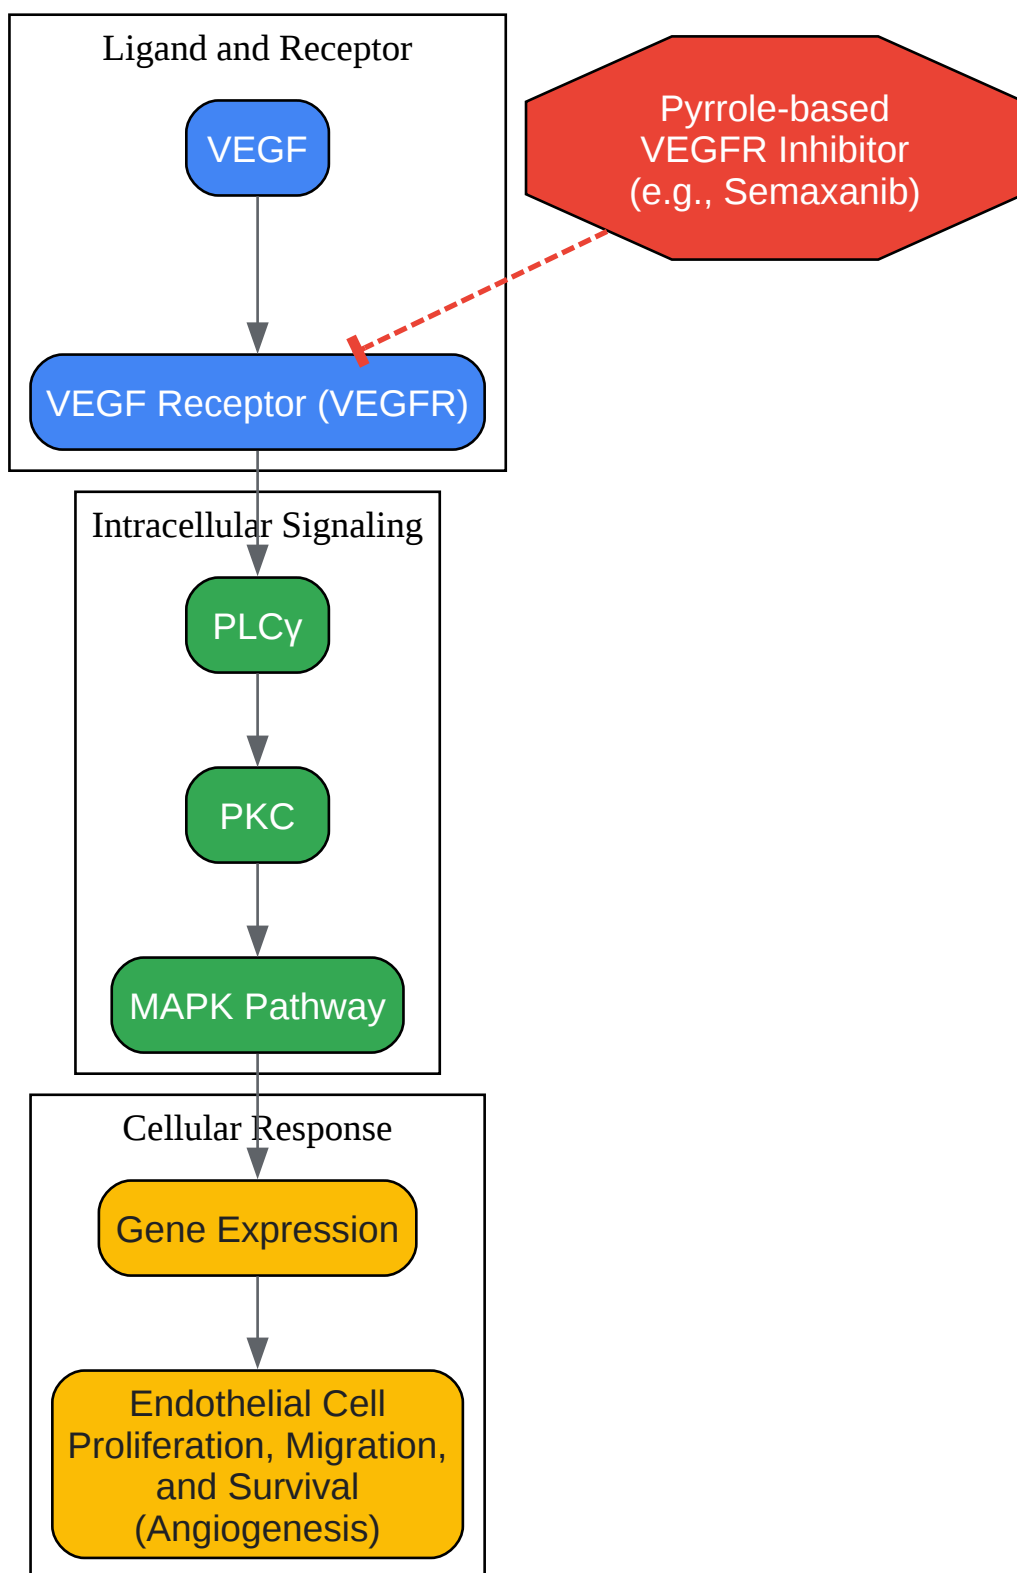 Ligand and Receptor
VEGF
Pyrrole-based
VEGFR Inhibitor
(e.g., Semaxanib)
VEGF Receptor (VEGFR)
Intracellular Signaling
PLCγ
PKC
MAPK Pathway
Cellular Response
Gene Expression
Endothelial Cell
Proliferation, Migration,
and Survival
(Angiogenesis)